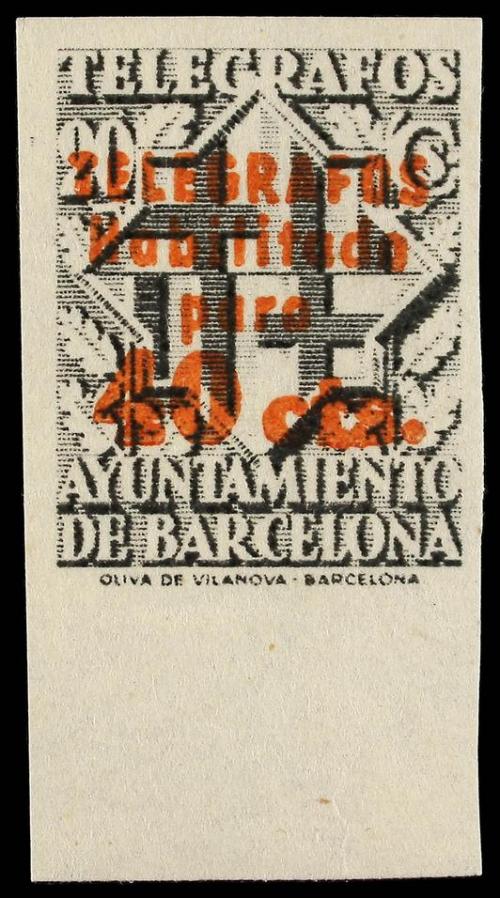 TELEGRAFOS
C
TELEGRAFOS
Habilitado
para
40 cts.
AYUNTAMIENTO
DE BARCELONA
OLIVA DE VILANOVA - BARCELONA